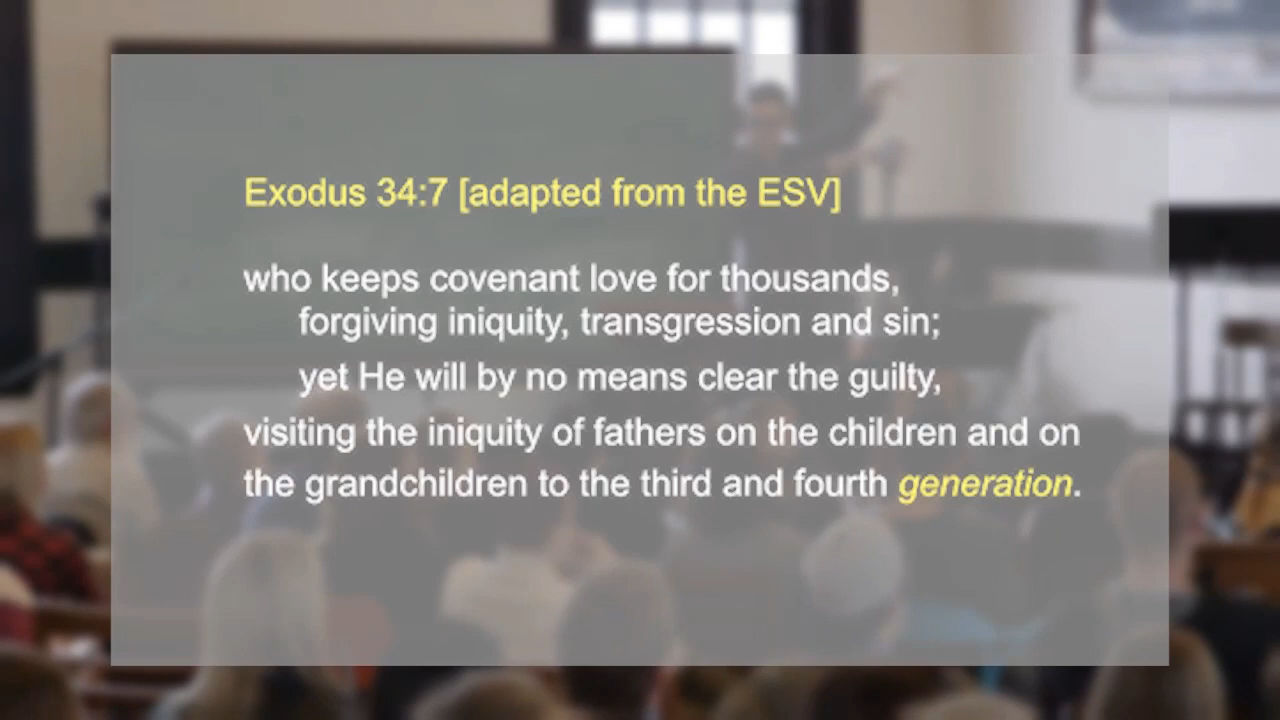 Exodus 34:7 [adapted from the ESV]
who keeps covenant love for thousands,
forgiving iniquity, transgression and sin;
yet He will by no means clear the guilty,
visiting the iniquity of fathers on the children and on
the grandchildren to the third and fourth generation.